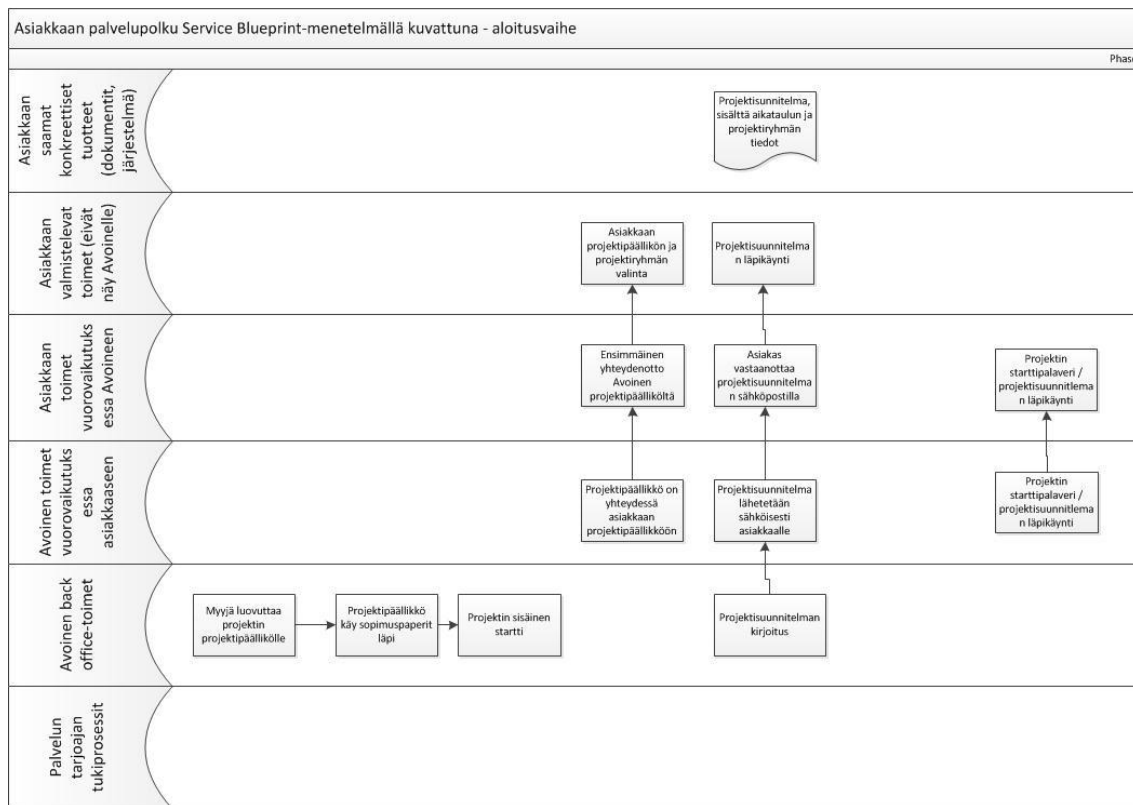 Asiakkaan palvelupolku Service Blueprint-menetelmällä kuvattuna - aloitusvaihe
Phase
Asiakkaan
saamat
konkreettiset
tuotteet
(dokumentit,
järjestelmä)
Projektisunnitelma,
sisälttä aikataulun ja
projektiryhmän
tiedot
Asiakkaan
valmistelevat
toimet (eivät
näy Avoinelle)
Asiakkaan
projektipäällikön ja
projektiryhmän
valinta
Projektisuunnitelma
n läpikäynti
Asiakkaan
toimet
vuorovaikutuks
essa Avoineen
Ensimmäinen
yhteydenotto
Avoinen
projektipäälliköltä
Asiakas
vastaanottaa
projektisuunnitelma
n sähköpostilla
Projektin
starttipalaveri /
projektisuunnitlema
n läpikäynti
Avoinen toimet
vuorovaikutuks
essa
asiakkaaseen
Projektipäällikkö on
yhteydessä
asiakkaan
projektipäällikköön
Projektisuunnitelma
lähetetään
sähköisesti
asiakkaalle
Projektin
starttipalaveri /
projektisuunnitlema
n läpikäynti
Avoinen back
office-toimet
Myyjä luovuttaa
projektin
projektipäällikölle
Projektipäällikkö
käy sopimuspaperit
läpi
Projektin sisäinen
startti
Projektisuunnitelman
kirjoitus
Palvelun
tarjoajan
tukiprosessit